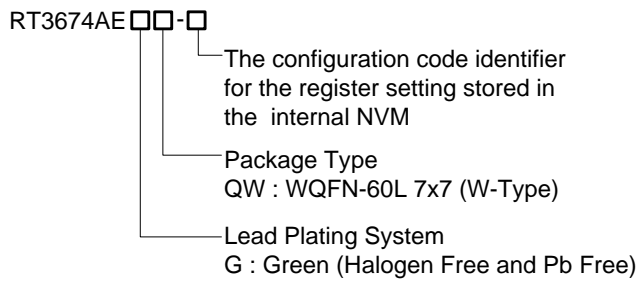 RT3674AE□□-□
The configuration code identifier
for the register setting stored in
the internal NVM
Package Type
QW : WQFN-60L 7x7 (W-Type)
Lead Plating System
G : Green (Halogen Free and Pb Free)